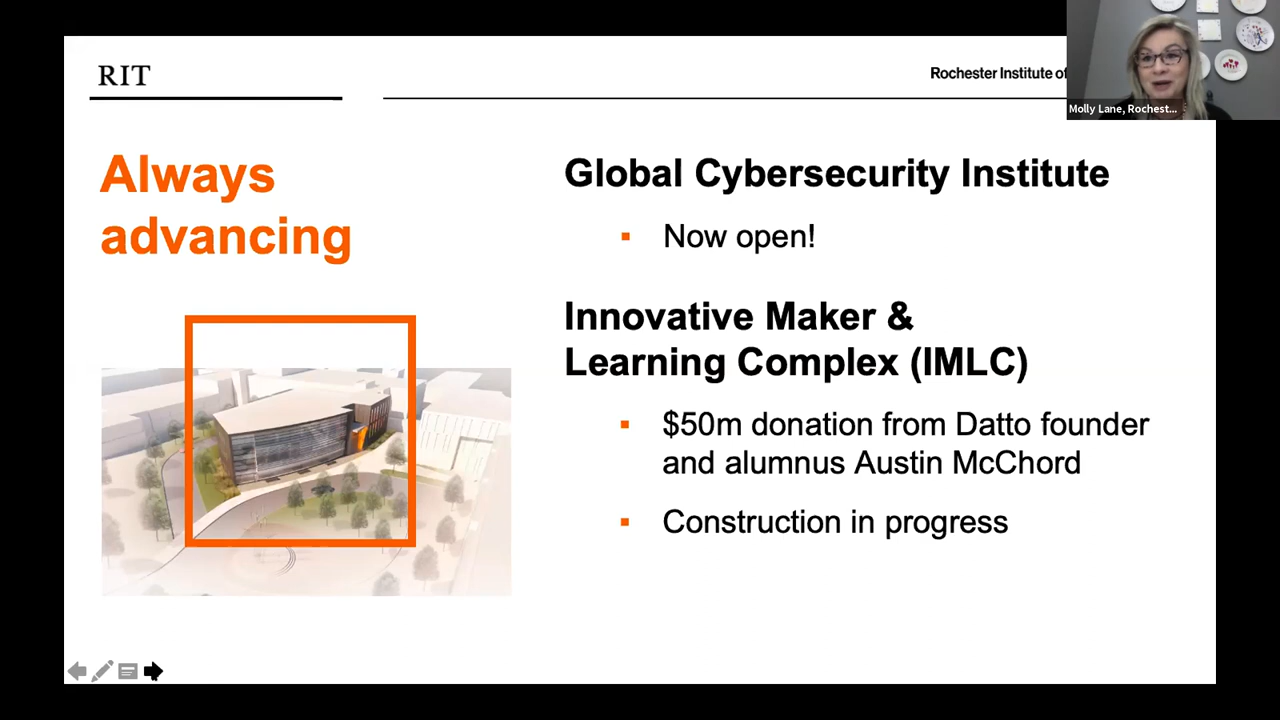 RIT
Rochester Institute of
Molly Lane, Rochest...
Always
advancing
Global Cybersecurity Institute
Now open!
Innovative Maker &
Learning Complex (IMLC)
$50m donation from Datto founder
and alumnus Austin McChord
Construction in progress